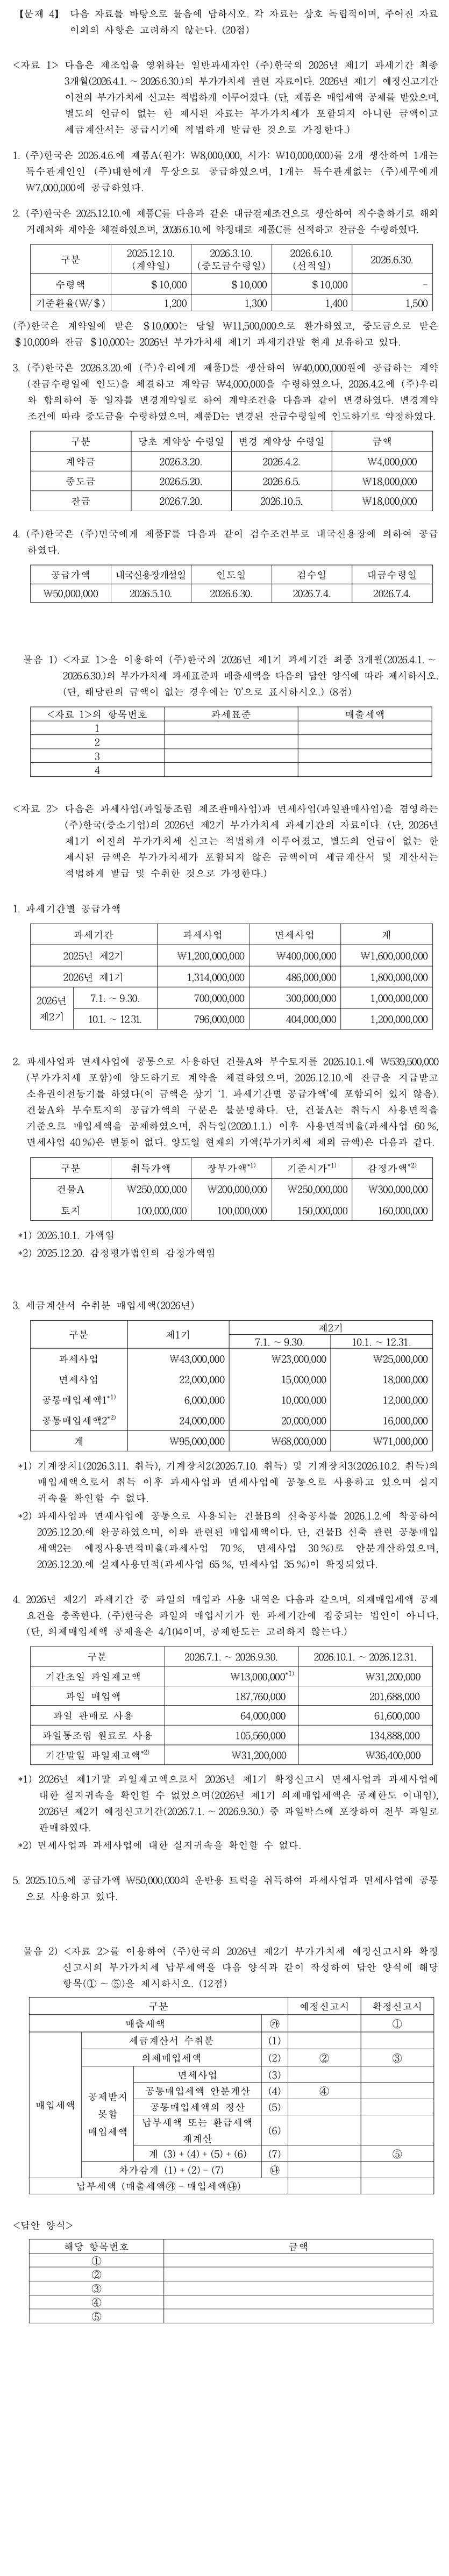 【문제 4】 다음 자료를 바탕으로 물음에 답하시오. 각 자료는 상호 독립적이며, 주어진 자료
이외의 사항은 고려하지 않는다. (20점)
<자료 1> 다음은 제조업을 영위하는 일반과세자인 (주)한국의 2026년 제1기 과세기간 최종
3개월(2026.4.1. ~ 2026.6.30.)의 부가가치세 관련 자료이다. 2026년 제1기 예정신고기간
이전의 부가가치세 신고는 적법하게 이루어졌다. (단, 제품은 매입세액 공제를 받았으며,
별도의 언급이 없는 한 제시된 자료는 부가가치세가 포함되지 아니한 금액이고
세금계산서는 공급시기에 적법하게 발급한 것으로 가정한다.)
1. (주)한국은 2026.4.6.에 제품A(원가: ₩8,000,000, 시가: ₩10,000,000)를 2개 생산하여 1개는
특수관계인인 (주)대한에게 무상으로 공급하였으며, 1개는 특수관계없는 (주)세무에게
₩7,000,000에 공급하였다.
2. (주)한국은 2025.12.10.에 제품C를 다음과 같은 대금결제조건으로 생산하여 직수출하기로 해외
거래처와 계약을 체결하였으며, 2026.6.10.에 약정대로 제품C를 선적하고 잔금을 수령하였다.
구분 2025.12.10. (계약일) 2026.3.10. (중도금수령일) 2026.6.10. (선적일) 2026.6.30.
수령액 $10,000 $10,000 $10,000 -
기준환율(W/$) 1,200 1,300 1,400 1,500
(주)한국은 계약일에 받은 $10,000는 당일 ₩11,500,000으로 환가하였고, 중도금으로 받은
$10,000와 잔금 $10,000는 2026년 부가가치세 제1기 과세기간말 현재 보유하고 있다.
3. (주)한국은 2026.3.20.에 (주)우리에게 제품D를 생산하여 ₩40,000,000원에 공급하는 계약
(잔금수령일에 인도)을 체결하고 계약금 ₩4,000,000을 수령하였으나, 2026.4.2.에 (주)우리
와 합의하여 동 일자를 변경계약일로 하여 계약조건을 다음과 같이 변경하였다. 변경계약
조건에 따라 중도금을 수령하였으며, 제품D는 변경된 잔금수령일에 인도하기로 약정하였다.
구분 당초 계약상 수령일 변경 계약상 수령일 금액
계약금 2026.3.20. 2026.4.2. ₩4,000,000
중도금 2026.5.20. 2026.6.5. ₩18,000,000
잔금 2026.7.20. 2026.10.5. ₩18,000,000
4. (주)한국은 (주)민국에게 제품F를 다음과 같이 검수조건부로 내국신용장에 의하여 공급
하였다.
공급가액 내국신용장개설일 인도일 검수일 대금수령일
₩50,000,000 2026.5.10. 2026.6.30. 2026.7.4. 2026.7.4.
물음 1) <자료 1>을 이용하여 (주)한국의 2026년 제1기 과세기간 최종 3개월(2026.4.1. ~
2026.6.30.)의 부가가치세 과세표준과 매출세액을 다음의 답안 양식에 따라 제시하시오.
(단, 해당란의 금액이 없는 경우에는 '0'으로 표시하시오.) (8점)
<자료 1>의 항목번호 과세표준 매출세액
1
2
3
4
<자료 2> 다음은 과세사업(과일통조림 제조판매사업)과 면세사업(과일판매사업)을 겸영하는
(주)한국(중소기업)의 2026년 제2기 부가가치세 과세기간의 자료이다. (단, 2026년
제1기 이전의 부가가치세 신고는 적법하게 이루어졌고, 별도의 언급이 없는 한
제시된 금액은 부가가치세가 포함되지 않은 금액이며 세금계산서 및 계산서는
적법하게 발급 및 수취한 것으로 가정한다.)
1. 과세기간별 공급가액
과세기간 과세사업 면세사업 계
2025년 제2기 ₩1,200,000,000 ₩400,000,000 ₩1,600,000,000
2026년 제1기 1,314,000,000 486,000,000 1,800,000,000
2026년 제2기 7.1. ~ 9.30. 700,000,000 300,000,000 1,000,000,000
10.1. ~ 12.31. 796,000,000 404,000,000 1,200,000,000
2. 과세사업과 면세사업에 공통으로 사용하던 건물A와 부수토지를 2026.10.1.에 ₩539,500,000
(부가가치세 포함)에 양도하기로 계약을 체결하였으며, 2026.12.10.에 잔금을 지급받고
소유권이전등기를 하였다(이 금액은 상기 '1. 과세기간별 공급가액'에 포함되어 있지 않음).
건물A와 부수토지의 공급가액의 구분은 불분명하다. 단, 건물A는 취득시 사용면적을
기준으로 매입세액을 공제하였으며, 취득일(2020.1.1.) 이후 사용면적비율(과세사업 60%,
면세사업 40%)은 변동이 없다. 양도일 현재의 가액(부가가치세 제외 금액)은 다음과 같다.
구분 취득가액 장부가액*1) 기준시가*1) 감정가액*2)
건물A ₩250,000,000 ₩200,000,000 ₩250,000,000 ₩300,000,000
토지 100,000,000 100,000,000 150,000,000 160,000,000
*1) 2026.10.1. 가액임
*2) 2025.12.20. 감정평가법인의 감정가액임
3. 세금계산서 수취분 매입세액(2026년)
구분 제1기 제2기
7.1. ~ 9.30. 10.1. ~ 12.31.
과세사업 ₩43,000,000 ₩23,000,000 ₩25,000,000
면세사업 22,000,000 15,000,000 18,000,000
공통매입세액1*1) 6,000,000 10,000,000 12,000,000
공통매입세액2*2) 24,000,000 20,000,000 16,000,000
계 ₩95,000,000 ₩68,000,000 ₩71,000,000
*1) 기계장치1(2026.3.11. 취득), 기계장치2(2026.7.10. 취득) 및 기계장치3(2026.10.2. 취득)의
매입세액으로서 취득 이후 과세사업과 면세사업에 공통으로 사용하고 있으며 실지
귀속을 확인할 수 없다.
*2) 과세사업과 면세사업에 공통으로 사용되는 건물B의 신축공사를 2026.1.2.에 착공하여
2026.12.20.에 완공하였으며, 이와 관련된 매입세액이다. 단, 건물B 신축 관련 공통매입
세액2는 예정사용면적비율(과세사업 70%, 면세사업 30%)로 안분계산하였으며,
2026.12.20.에 실제사용면적(과세사업 65%, 면세사업 35%)이 확정되었다.
4. 2026년 제2기 과세기간 중 과일의 매입과 사용 내역은 다음과 같으며, 의제매입세액 공제
요건을 충족한다. (주)한국은 과일의 매입시기가 한 과세기간에 집중되는 법인이 아니다.
(단, 의제매입세액 공제율은 4/104이며, 공제한도는 고려하지 않는다.)
구분 2026.7.1. ~ 2026.9.30. 2026.10.1. ~ 2026.12.31.
기간초일 과일재고액 ₩13,000,000*1) ₩31,200,000
과일 매입액 187,760,000 201,688,000
과일 판매로 사용 64,000,000 61,600,000
과일통조림 원료로 사용 105,560,000 134,888,000
기간말일 과일재고액*2) ₩31,200,000 ₩36,400,000
*1) 2026년 제1기말 과일재고액으로서 2026년 제1기 확정신고시 면세사업과 과세사업에
대한 실지귀속을 확인할 수 없었으며(2026년 제1기 의제매입세액은 공제한도 이내임),
2026년 제2기 예정신고기간(2026.7.1. ~ 2026.9.30.) 중 과일박스에 포장하여 전부 과일로
판매하였다.
*2) 면세사업과 과세사업에 대한 실지귀속을 확인할 수 없다.
5. 2025.10.5.에 공급가액 ₩50,000,000의 운반용 트럭을 취득하여 과세사업과 면세사업에 공통
으로 사용하고 있다.
물음 2) <자료 2>를 이용하여 (주)한국의 2026년 제2기 부가가치세 예정신고시와 확정
신고시의 부가가치세 납부세액을 다음 양식과 같이 작성하여 답안 양식에 해당
항목(① ~ ⑤)을 제시하시오. (12점)
구분 예정신고시 확정신고시
매출세액 ㉮ ①
매입세액 세금계산서 수취분 (1)
의제매입세액 (2) ② ③
공제받지 못할 매입세액 면세사업 (3)
공통매입세액 안분계산 (4) ④
공통매입세액의 정산 (5)
납부세액 또는 환급세액 재계산 (6)
계 (3) + (4) + (5) + (6) (7) ⑤
차가감계 (1) + (2) - (7) ㉯
납부세액 (매출세액㉮ - 매입세액㉯)
<답안 양식>
해당 항목번호 금액
①
②
③
④
⑤